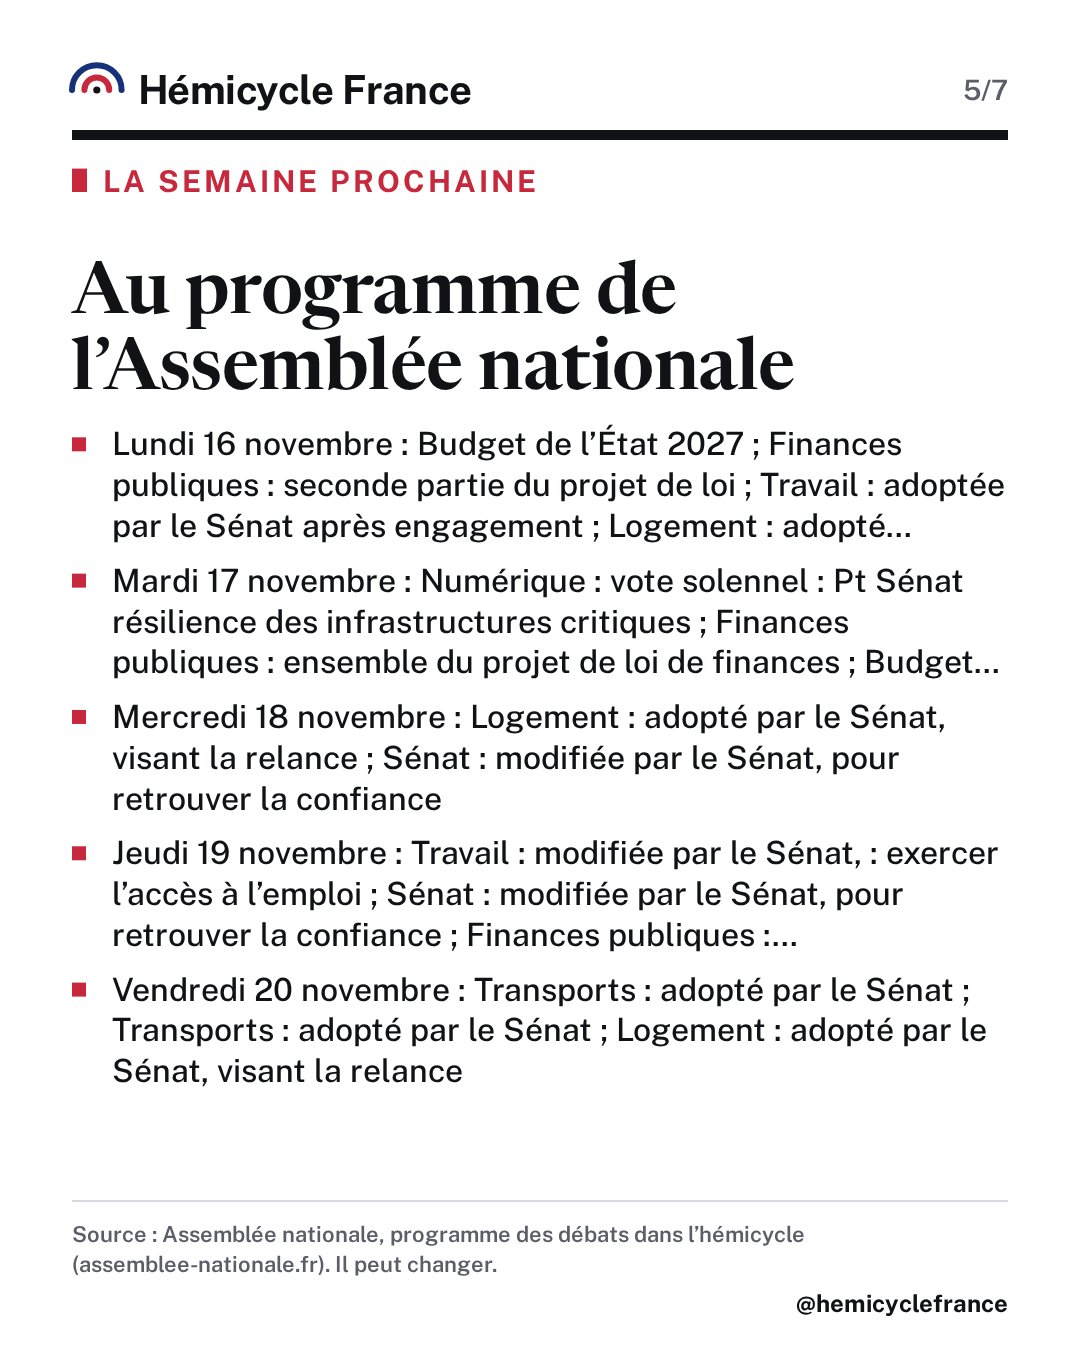 Hémicycle France
5/7
LA SEMAINE PROCHAINE
Au programme de
l’Assemblée nationale
Lundi 16 novembre : Budget de l’État 2027 ; Finances
publiques : seconde partie du projet de loi ; Travail : adoptée
par le Sénat après engagement ; Logement : adopté…
Mardi 17 novembre : Numérique : vote solennel : Pt Sénat
résilience des infrastructures critiques ; Finances
publiques : ensemble du projet de loi de finances ; Budget…
Mercredi 18 novembre : Logement : adopté par le Sénat,
visant la relance ; Sénat : modifiée par le Sénat, pour
retrouver la confiance
Jeudi 19 novembre : Travail : modifiée par le Sénat, : exercer
l’accès à l’emploi ; Sénat : modifiée par le Sénat, pour
retrouver la confiance ; Finances publiques :…
Vendredi 20 novembre : Transports : adopté par le Sénat ;
Transports : adopté par le Sénat ; Logement : adopté par le
Sénat, visant la relance
Source : Assemblée nationale, programme des débats dans l’hémicycle
(assemblee-nationale.fr). Il peut changer.
@hemicyclefrance